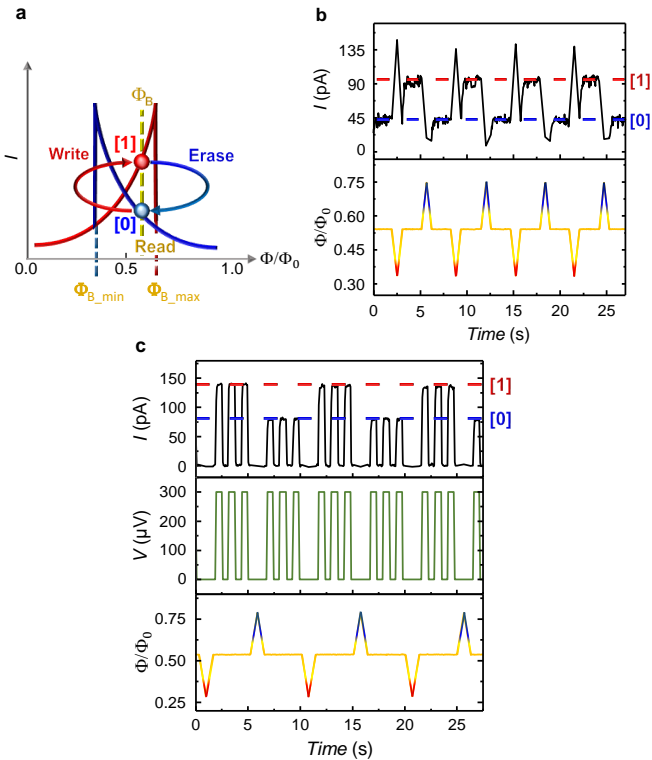 a
I
Φ_B
Write
[1]
Erase
[0]
Read
0.0
0.5
1.0
Φ/Φ₀
Φ_B_min
Φ_B_max
b
I (pA)
135
90
45
0
[1]
[0]
Φ/Φ₀
0.75
0.60
0.45
0.30
0 5 10 15 20 25
Time (s)
c
I (pA)
150
100
50
0
[1]
[0]
V (µV)
300
200
100
0
Φ/Φ₀
0.75
0.50
0.25
0 5 10 15 20 25
Time (s)